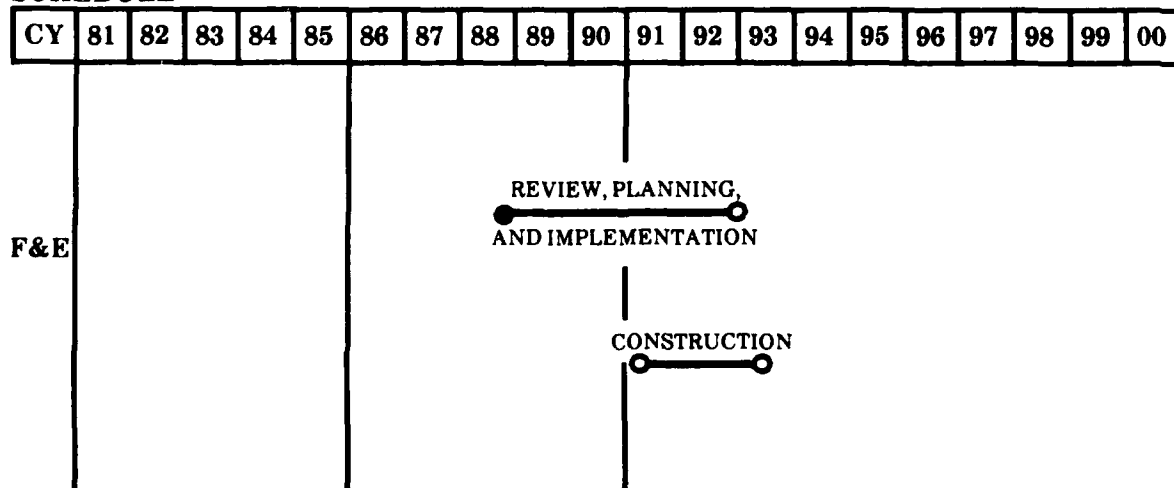 SCHEDULE
CY 81 82 83 84 85 86 87 88 89 90 91 92 93 94 95 96 97 98 99 00
REVIEW, PLANNING,
AND IMPLEMENTATION
F&E
CONSTRUCTION